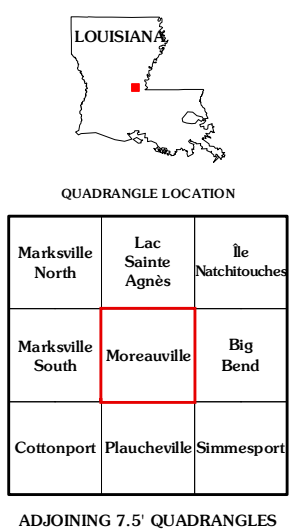 LOUISIANA
QUADRANGLE LOCATION
Marksville
North
Lac
Sainte
Agnès
Île
Natchitouches
Marksville
South
Moreauville
Big
Bend
Cottonport
Plaucheville
Simmesport
ADJOINING 7.5' QUADRANGLES